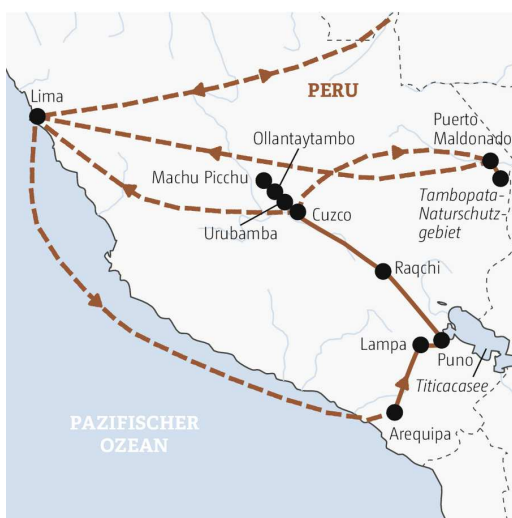 Lima
PERU
Puerto
Maldonado
Ollantaytambo
Machu Picchu
Tambopata-
Naturschutz-
gebiet
Urubamba
Cuzco
Raqchi
Lampa
Puno
Titicacasee
Arequipa
PAZIFISCHER
OZEAN